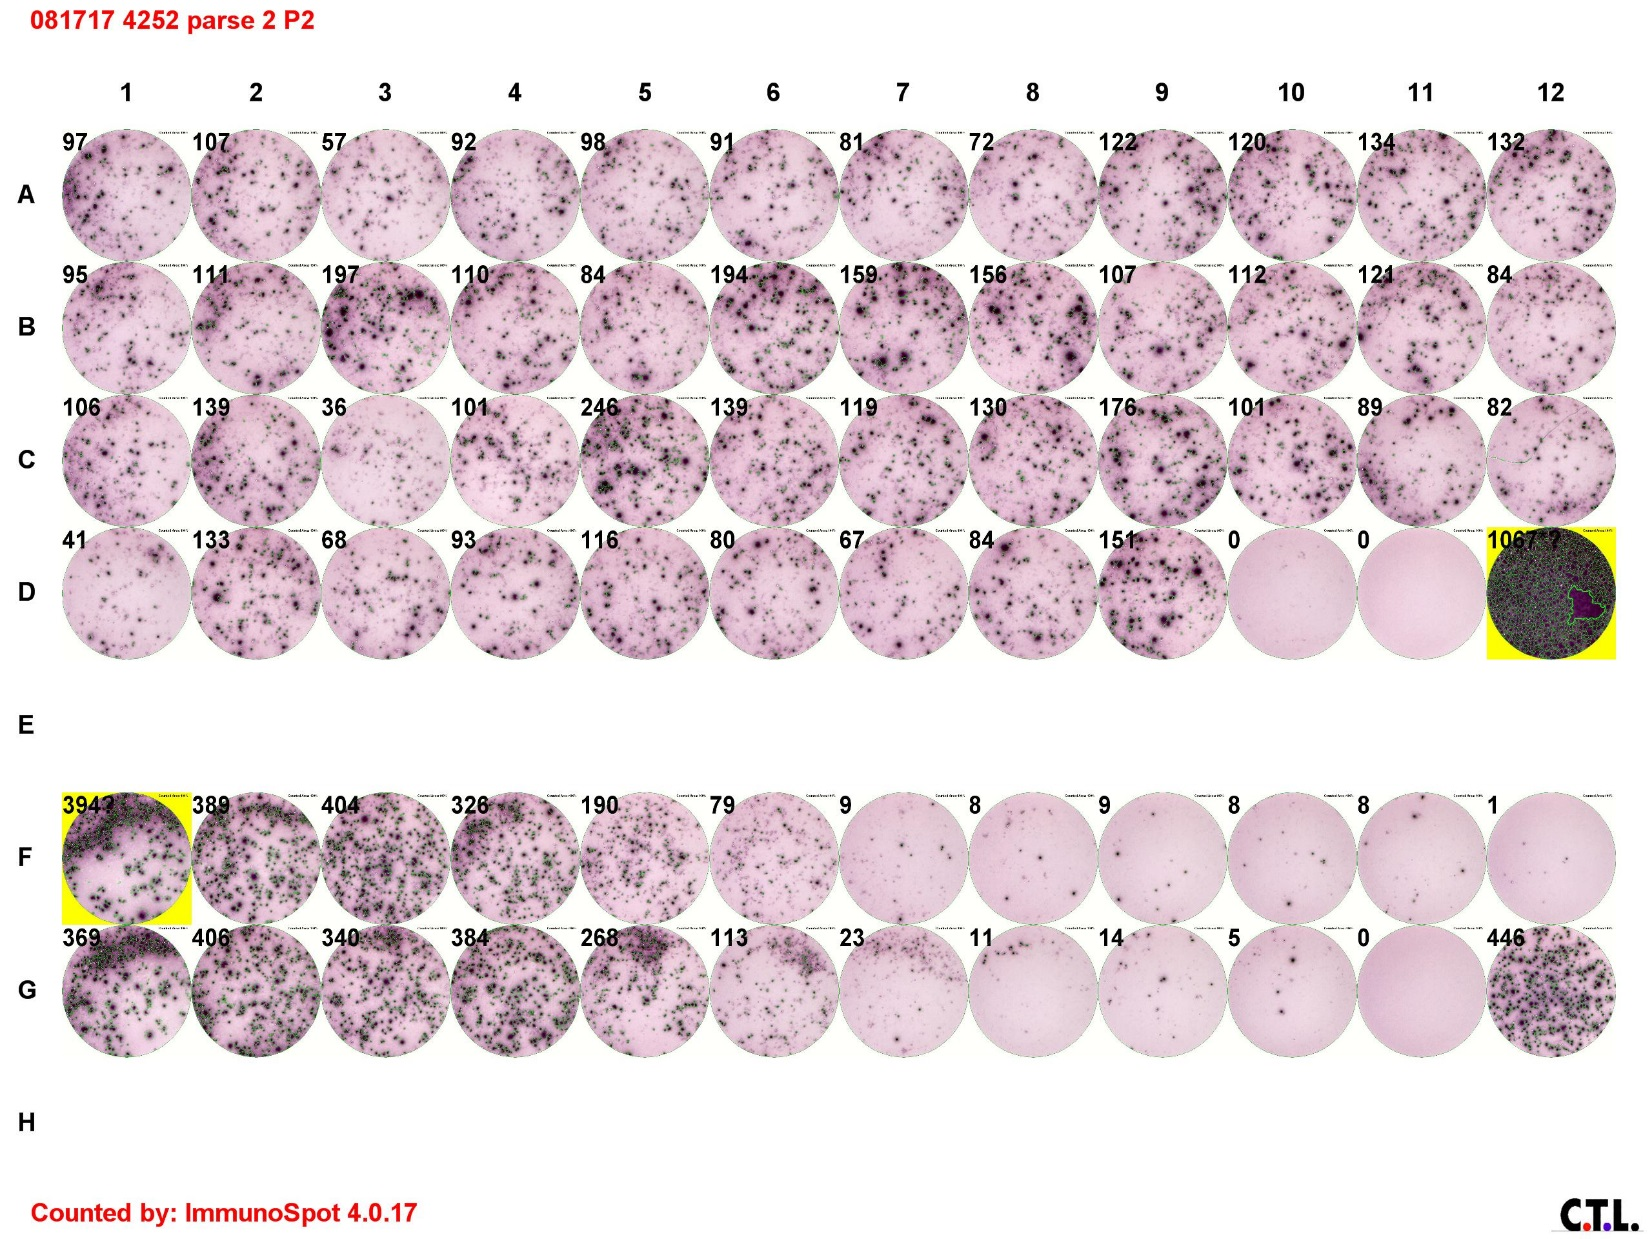 081717 4252 parse 2 P2
1 2 3 4 5 6 7 8 9 10 11 12
A
97 107 57 92 98 91 81 72 122 120 134 132
B
95 111 197 110 84 194 159 156 107 112 121 84
C
106 139 36 101 246 139 119 130 176 101 89 82
D
41 133 68 93 116 80 67 84 151 0 0 1067*?
E
F
394? 389 404 326 190 79 9 8 9 8 8 1
G
369 406 340 384 268 113 23 11 14 5 0 446
H
Counted by: ImmunoSpot 4.0.17
C.T.L.